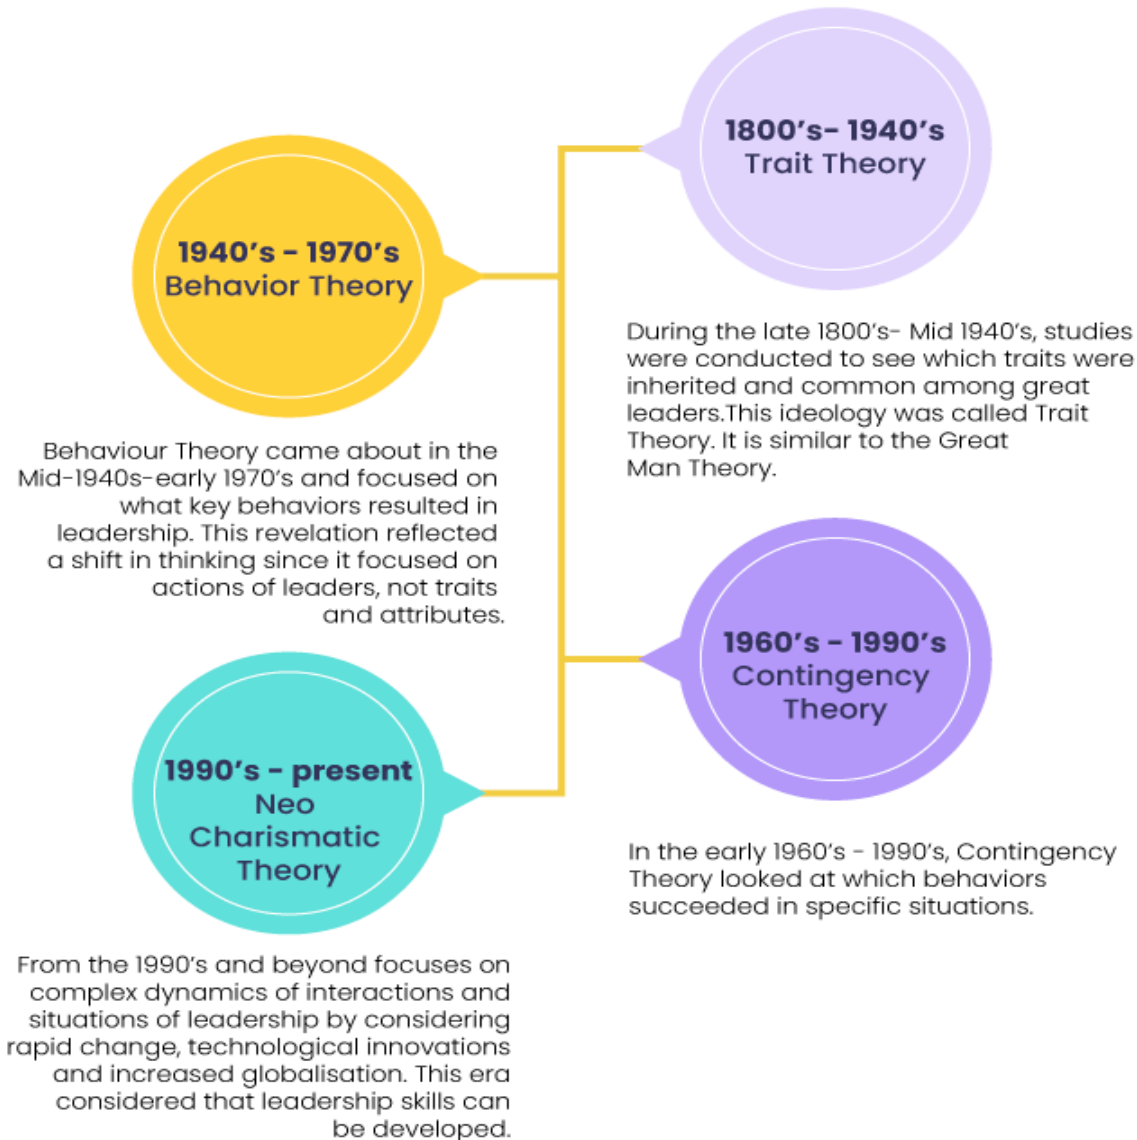 1800's- 1940's
Trait Theory
During the late 1800's- Mid 1940's, studies
were conducted to see which traits were
inherited and common among great
leaders.This ideology was called Trait
Theory. It is similar to the Great
Man Theory.
1940's - 1970's
Behavior Theory
Behaviour Theory came about in the
Mid-1940s-early 1970's and focused on
what key behaviors resulted in
leadership. This revelation reflected
a shift in thinking since it focused on
actions of leaders, not traits
and attributes.
1960's - 1990's
Contingency
Theory
In the early 1960's - 1990's, Contingency
Theory looked at which behaviors
succeeded in specific situations.
1990's - present
Neo
Charismatic
Theory
From the 1990's and beyond focuses on
complex dynamics of interactions and
situations of leadership by considering
rapid change, technological innovations
and increased globalisation. This era
considered that leadership skills can
be developed.